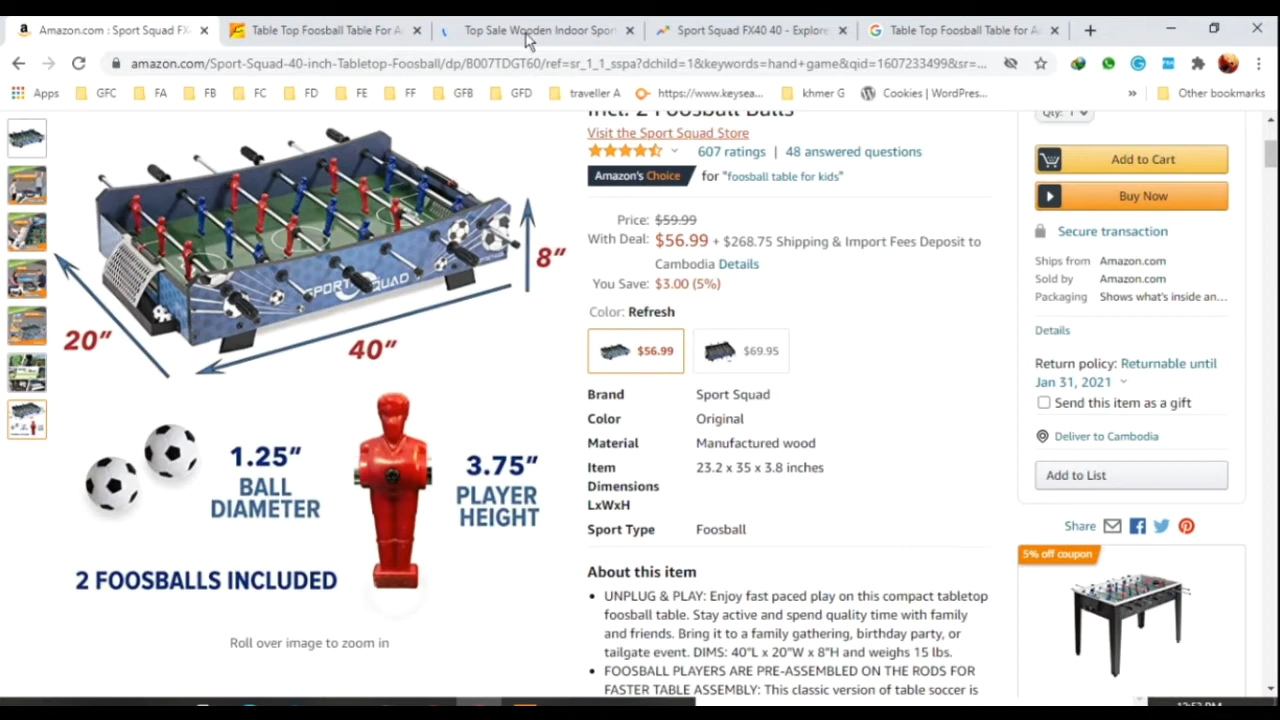 Amazon.com : Sport Squad FX- ×
Table Top Foosball Table For A ×
Top Sale Wooden Indoor Sport ×
Sport Squad FX40 40 - Explore ×
Table Top Foosball Table for A ×
amazon.com/Sport-Squad-40-inch-Tabletop-Foosball/dp/B007TDGT60/ref=sr_1_1_sspa?dchild=1&keywords=hand+game&qid=1607233499&sr=...
Apps GFC FA FB FC FD FE FF GFB GFD traveller A https://www.keysea... khmer G Cookies | WordPres... » Other bookmarks
Incl. 2 Foosball Balls
Visit the Sport Squad Store
607 ratings | 48 answered questions
Amazon's Choice for "foosball table for kids"
Price: $59.99
With Deal: $56.99 + $268.75 Shipping & Import Fees Deposit to
Cambodia Details
You Save: $3.00 (5%)
Color: Refresh
$56.99 $69.95
Brand Sport Squad
Color Original
Material Manufactured wood
Item 23.2 x 35 x 3.8 inches
Dimensions
LxWxH
Sport Type Foosball
About this item
• UNPLUG & PLAY: Enjoy fast paced play on this compact tabletop
foosball table. Stay active and spend quality time with family
and friends. Bring it to a family gathering, birthday party, or
tailgate event. DIMS: 40"L x 20"W x 8"H and weighs 15 lbs.
• FOOSBALL PLAYERS ARE PRE-ASSEMBLED ON THE RODS FOR
FASTER TABLE ASSEMBLY: This classic version of table soccer is
SPORT SQUAD
8"
20"
40"
1.25"
BALL
DIAMETER
3.75"
PLAYER
HEIGHT
2 FOOSBALLS INCLUDED
Roll over image to zoom in
Qty: 1
Add to Cart
Buy Now
Secure transaction
Ships from Amazon.com
Sold by Amazon.com
Packaging Shows what's inside an...
Details
Return policy: Returnable until
Jan 31, 2021
Send this item as a gift
Deliver to Cambodia
Add to List
Share
5% off coupon
12:53 PM